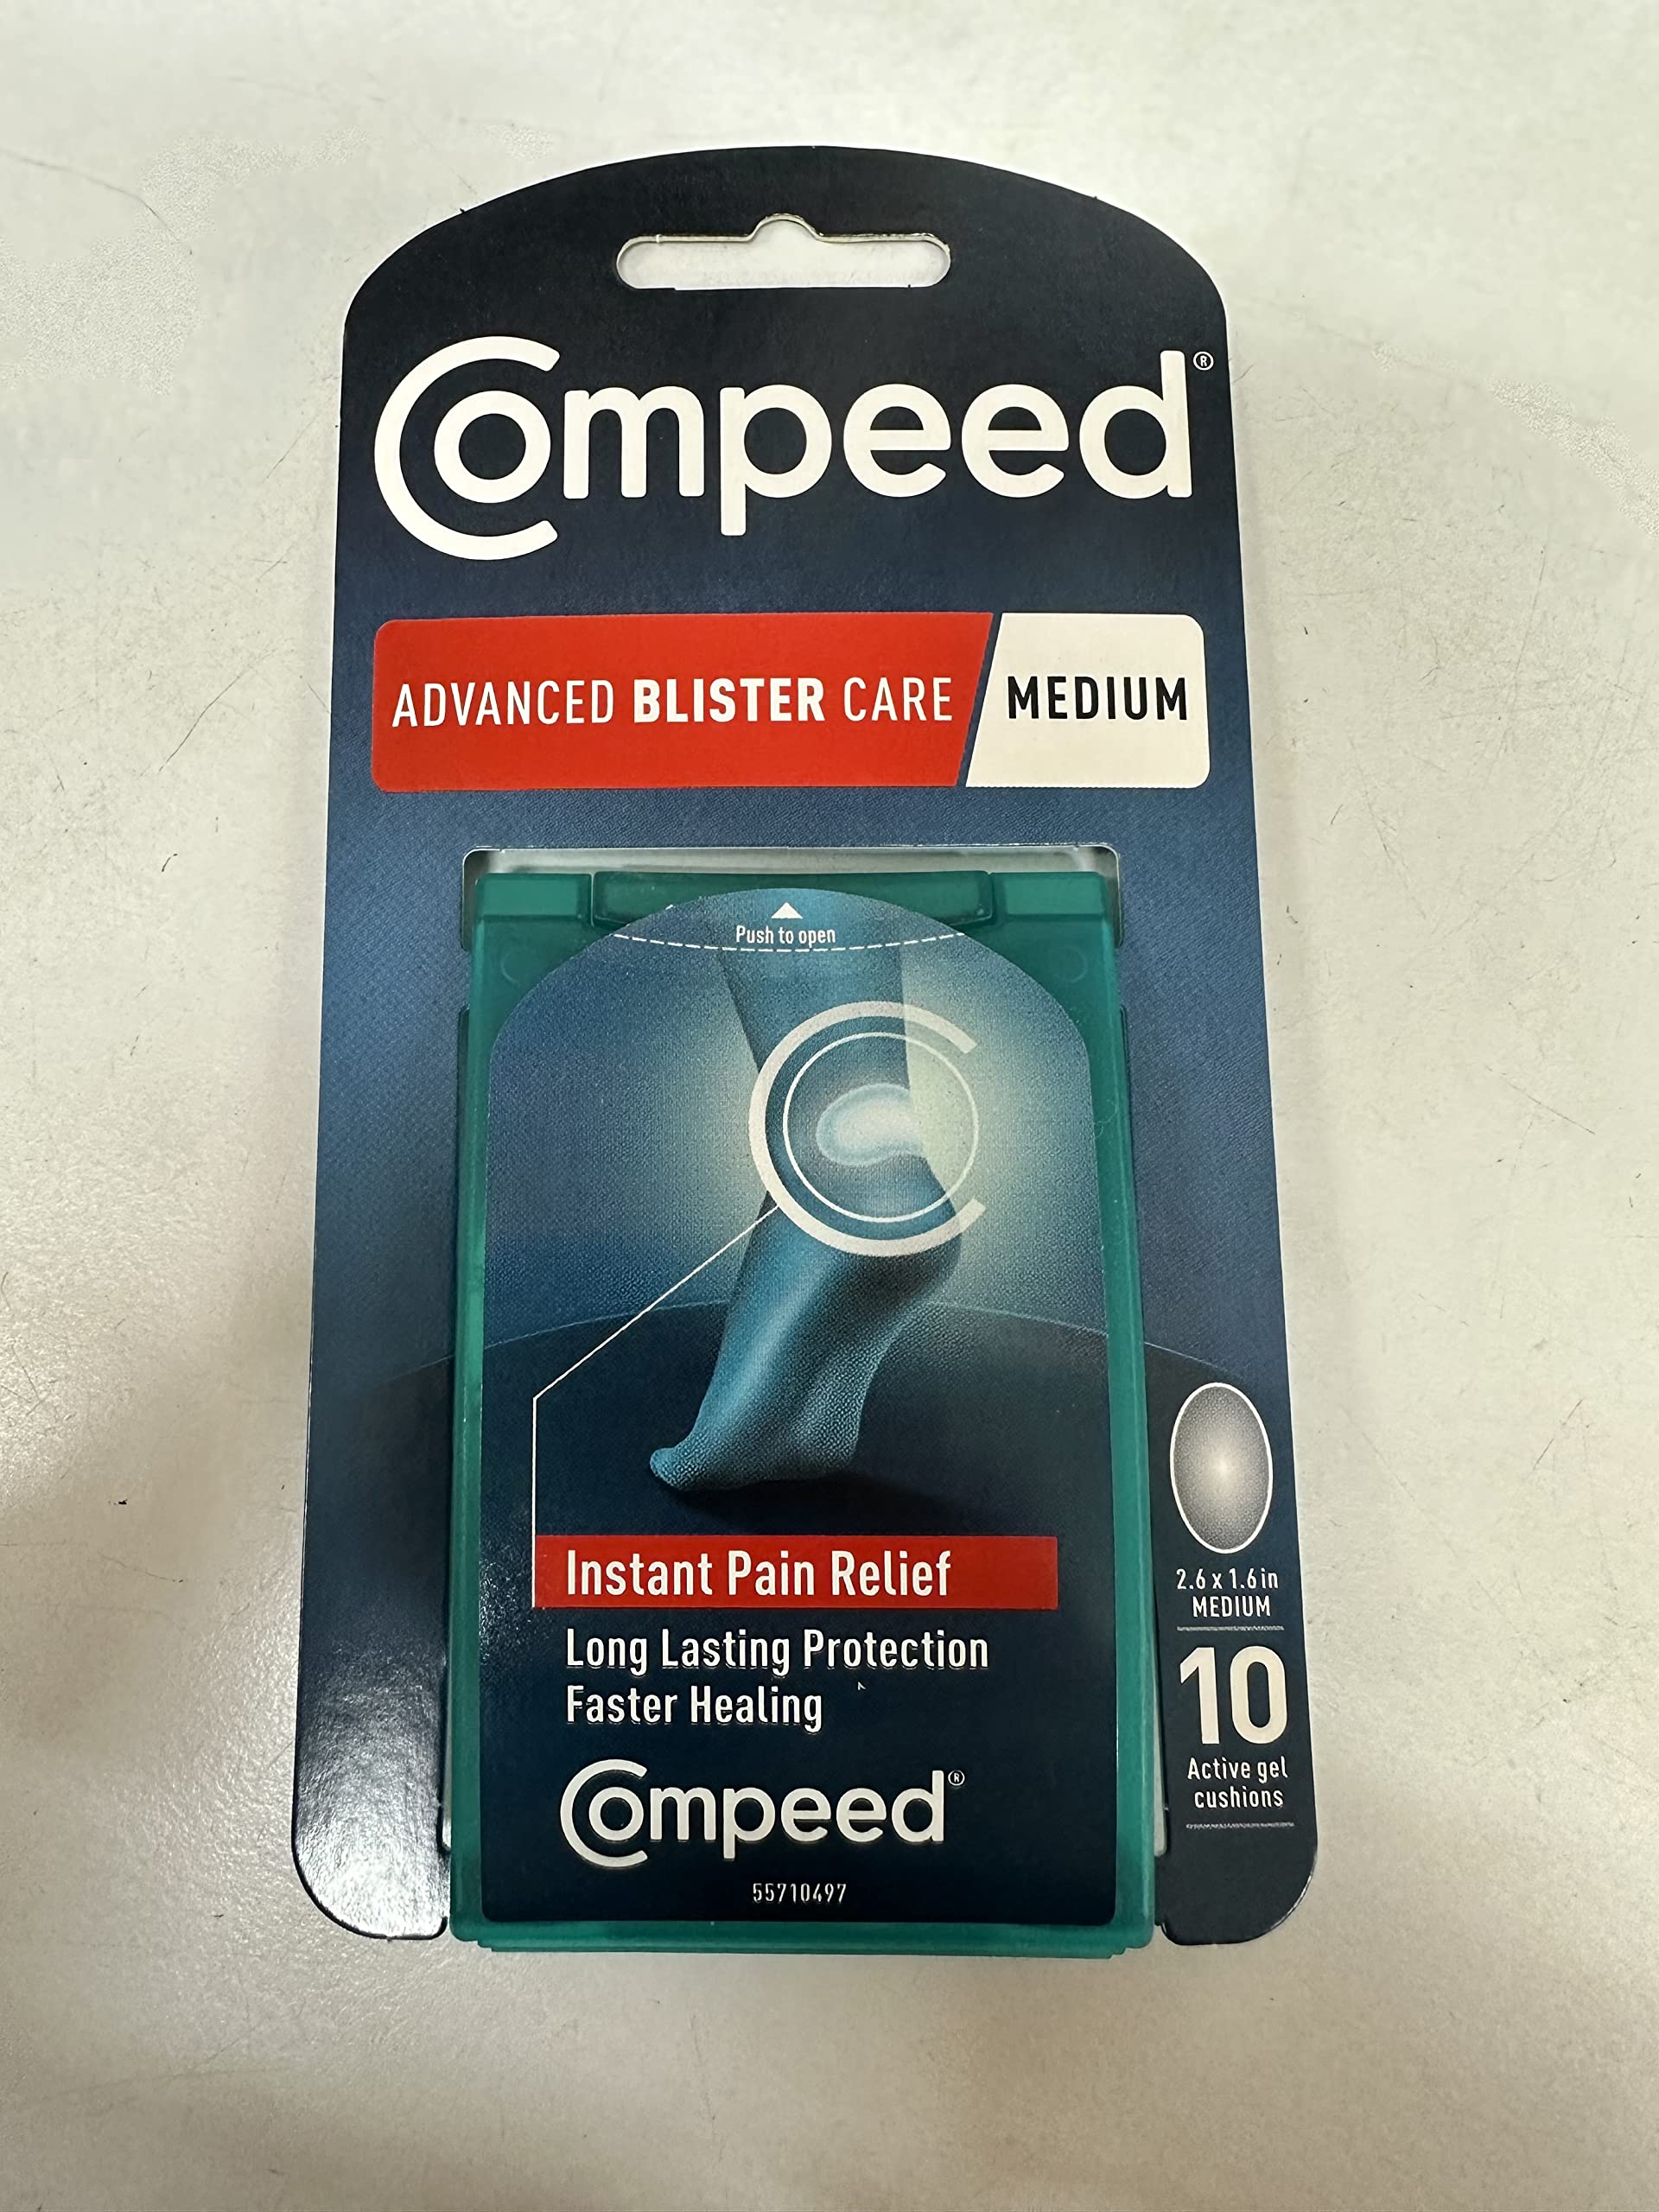 Compeed®
ADVANCED BLISTER CARE MEDIUM
Push to open
Instant Pain Relief
Long Lasting Protection
Faster Healing
Compeed®
55710497
2.6 x 1.6 in
MEDIUM
10
Active gel
cushions